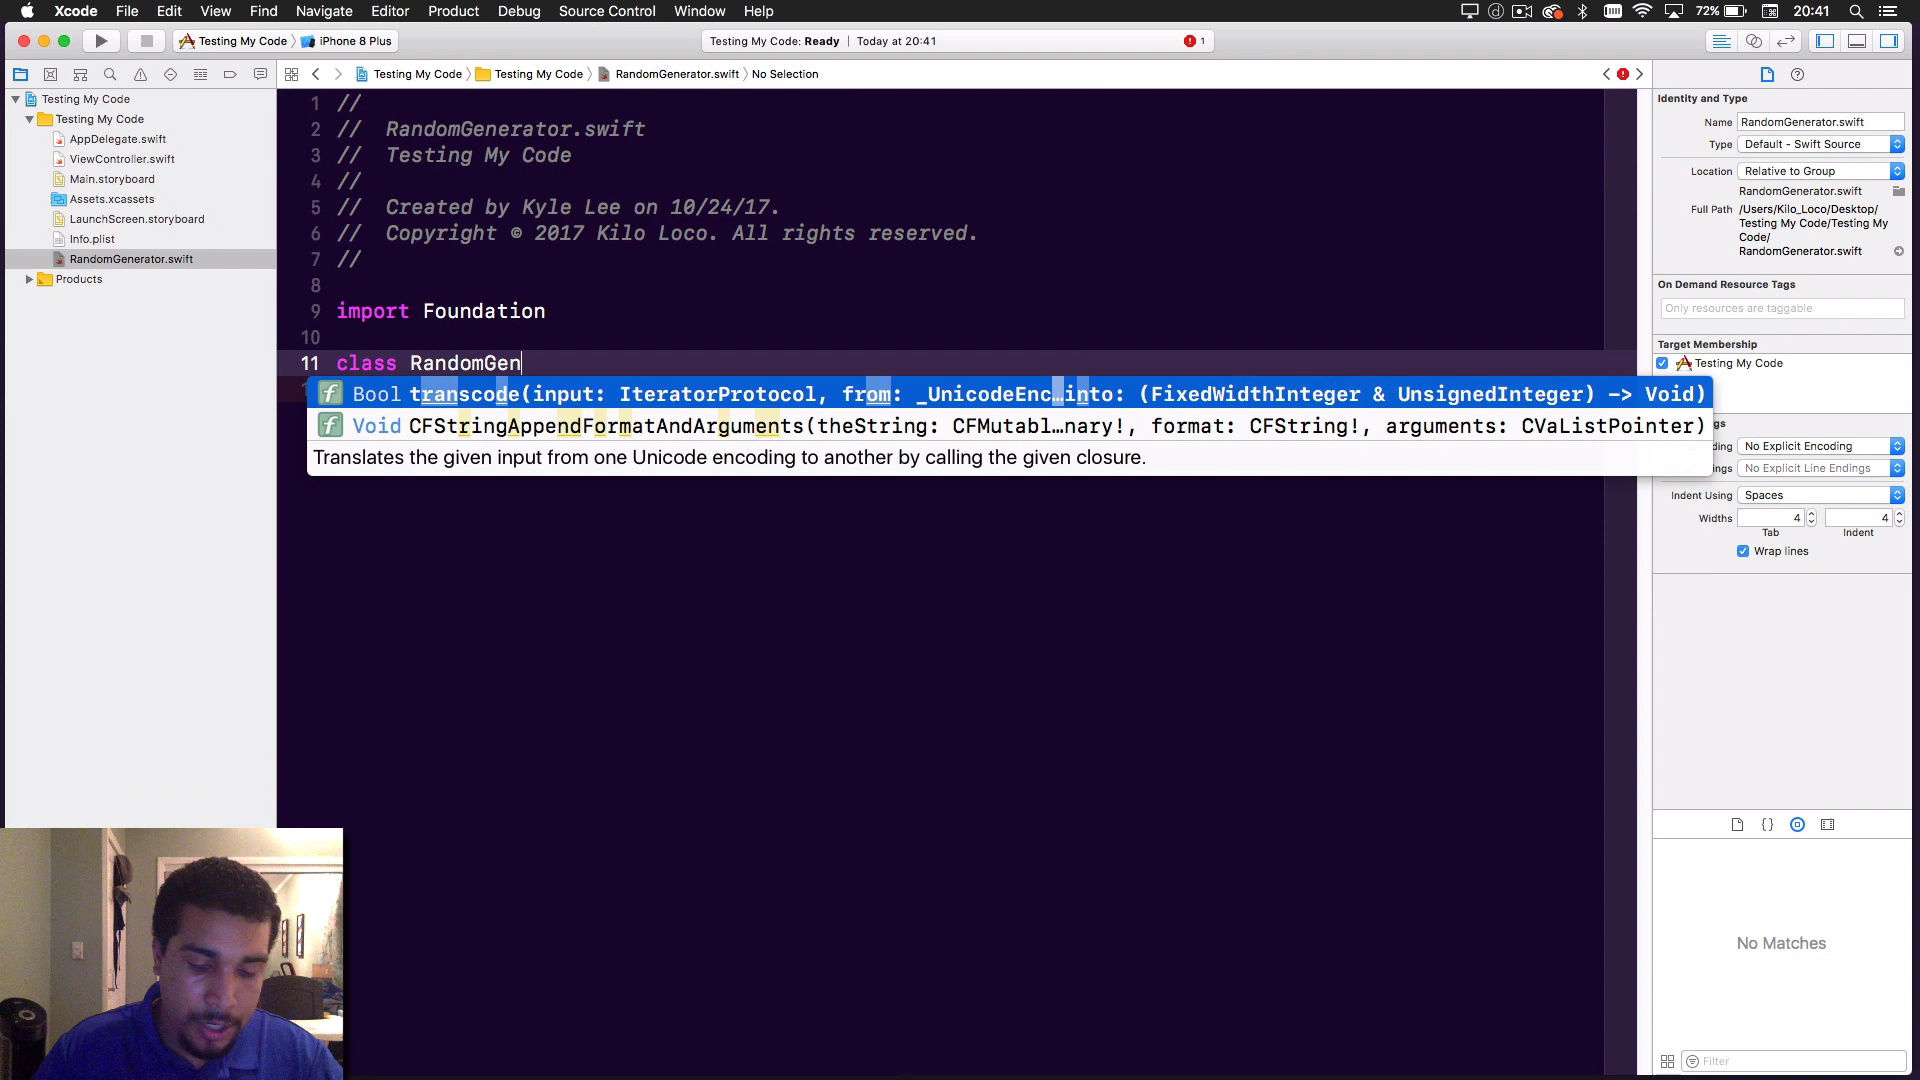 Xcode File Edit View Find Navigate Editor Product Debug Source Control Window Help
72% 20:41
Testing My Code iPhone 8 Plus
Testing My Code: Ready | Today at 20:41
1
Testing My Code Testing My Code RandomGenerator.swift No Selection
Testing My Code
Testing My Code
AppDelegate.swift
ViewController.swift
Main.storyboard
Assets.xcassets
LaunchScreen.storyboard
Info.plist
RandomGenerator.swift
Products
1 //
2 // RandomGenerator.swift
3 // Testing My Code
4 //
5 // Created by Kyle Lee on 10/24/17.
6 // Copyright © 2017 Kilo Loco. All rights reserved.
7 //
8
9 import Foundation
10
11 class RandomGen
f Bool transcode(input: IteratorProtocol, from: _UnicodeEnc…into: (FixedWidthInteger & UnsignedInteger) -> Void)
f Void CFStringAppendFormatAndArguments(theString: CFMutabl…nary!, format: CFString!, arguments: CVaListPointer)
Translates the given input from one Unicode encoding to another by calling the given closure.
Identity and Type
Name RandomGenerator.swift
Type Default - Swift Source
Location Relative to Group
RandomGenerator.swift
Full Path /Users/Kilo_Loco/Desktop/
Testing My Code/Testing My
Code/
RandomGenerator.swift
On Demand Resource Tags
Only resources are taggable
Target Membership
Testing My Code
gs
ding No Explicit Encoding
ngs No Explicit Line Endings
Indent Using Spaces
Widths 4 4
Tab Indent
Wrap lines
{ }
No Matches
Filter